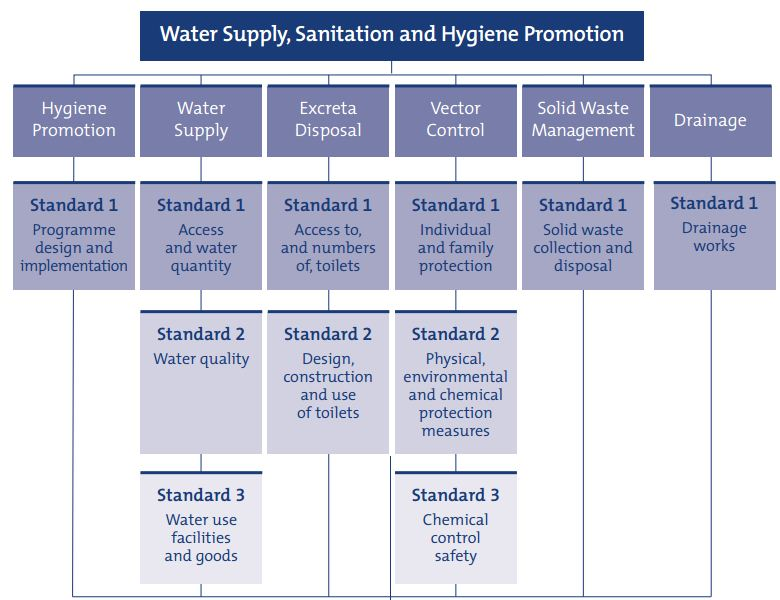 Water Supply, Sanitation and Hygiene Promotion
Hygiene
Promotion
Water
Supply
Excreta
Disposal
Vector
Control
Solid Waste
Management
Drainage
Standard 1
Programme
design and
implementation
Standard 1
Access
and water
quantity
Standard 1
Access to,
and numbers
of, toilets
Standard 1
Individual
and family
protection
Standard 1
Solid waste
collection and
disposal
Standard 1
Drainage
works
Standard 2
Water quality
Standard 2
Design,
construction
and use
of toilets
Standard 2
Physical,
environmental
and chemical
protection
measures
Standard 3
Water use
facilities
and goods
Standard 3
Chemical
control
safety